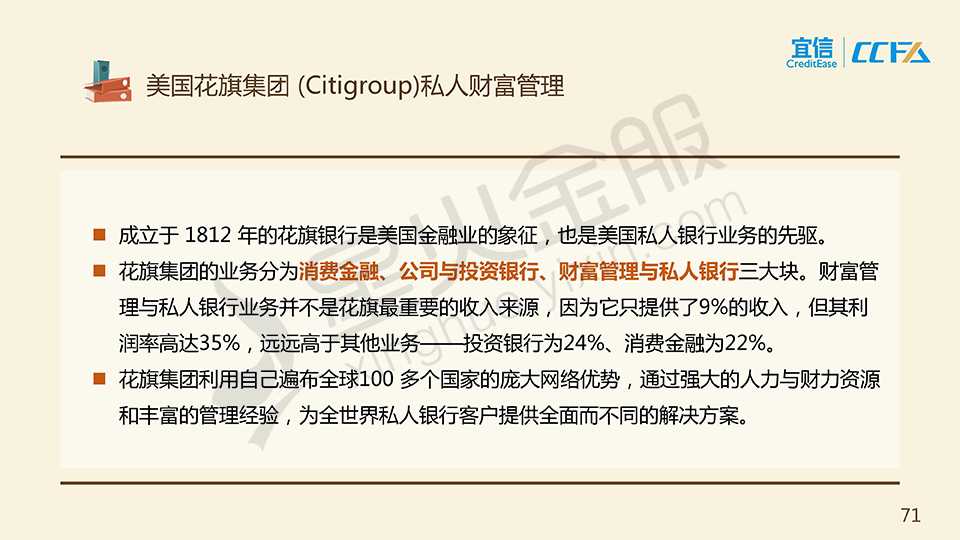 宜信
CreditEase
CCFA
美国花旗集团 (Citigroup)私人财富管理
成立于 1812 年的花旗银行是美国金融业的象征，也是美国私人银行业务的先驱。
花旗集团的业务分为消费金融、公司与投资银行、财富管理与私人银行三大块。财富管
理与私人银行业务并不是花旗最重要的收入来源，因为它只提供了9%的收入，但其利
润率高达35%，远远高于其他业务——投资银行为24%、消费金融为22%。
花旗集团利用自己遍布全球100 多个国家的庞大网络优势，通过强大的人力与财力资源
和丰富的管理经验，为全世界私人银行客户提供全面而不同的解决方案。
星火金服
xinghuo.yixin.com
71